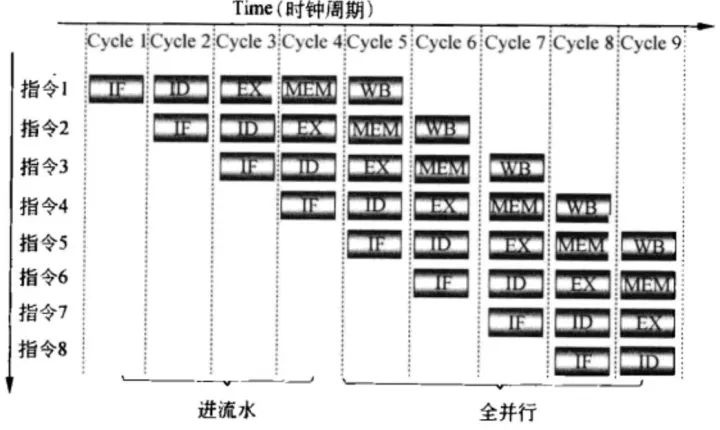 Time(时钟周期)
Cycle 1 Cycle 2 Cycle 3 Cycle 4 Cycle 5 Cycle 6 Cycle 7 Cycle 8 Cycle 9
指令1 IF ID EX MEM WB
指令2 IF ID EX MEM WB
指令3 IF ID EX MEM WB
指令4 IF ID EX MEM WB
指令5 IF ID EX MEM WB
指令6 IF ID EX MEM
指令7 IF ID EX
指令8 IF ID
进流水 全并行